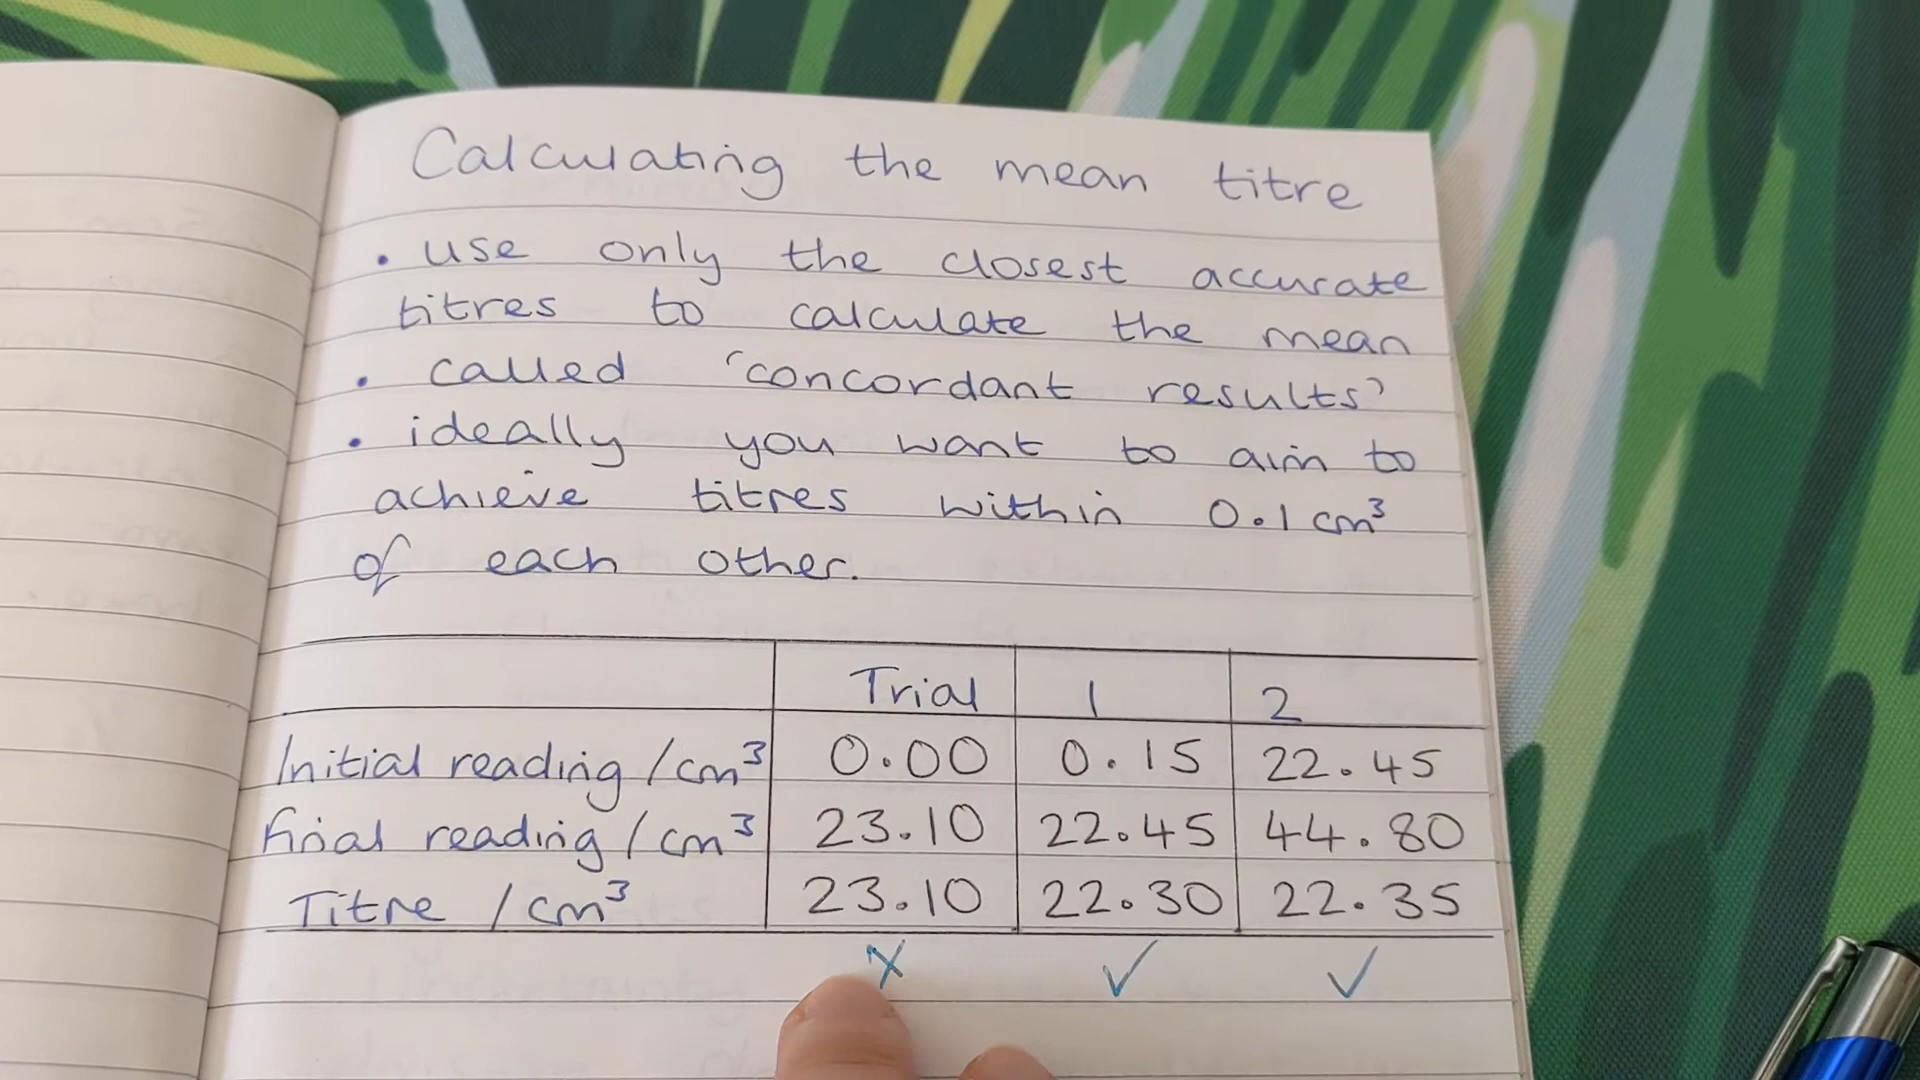 Calculating the mean titre
• use only the closest accurate
titres to calculate the mean
• called 'concordant results'
• ideally you want to aim to
achieve titres within 0.1 cm³
of each other.
Trial 1 2
Initial reading /cm³ 0.00 0.15 22.45
Final reading /cm³ 23.10 22.45 44.80
Titre /cm³ 23.10 22.30 22.35
✗ ✓ ✓